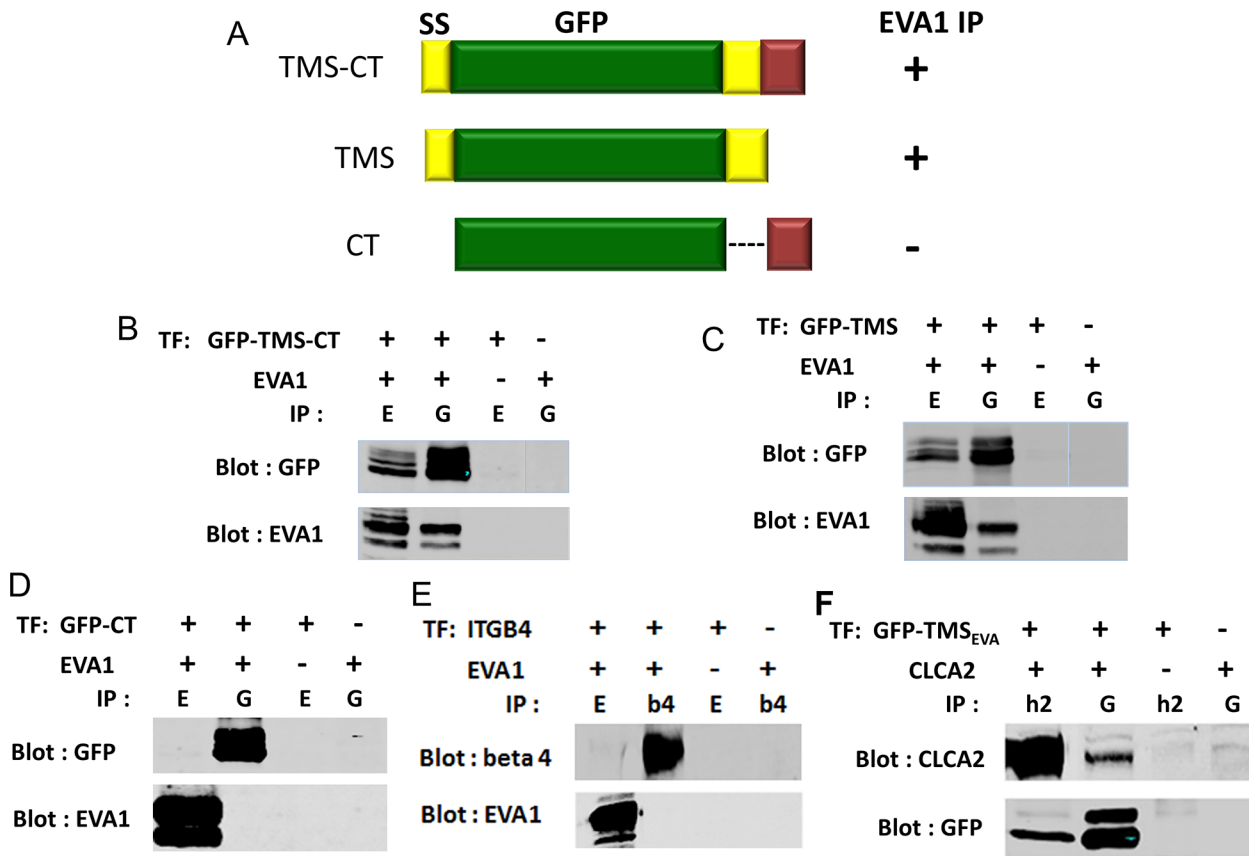 A
SS GFP EVA1 IP
TMS-CT +
TMS +
CT ---- -
B
TF: GFP-TMS-CT + + + -
EVA1 + + - +
IP : E G E G
Blot : GFP
Blot : EVA1
C
TF: GFP-TMS + + + -
EVA1 + + - +
IP : E G E G
Blot : GFP
Blot : EVA1
D
TF: GFP-CT + + + -
EVA1 + + - +
IP : E G E G
Blot : GFP
Blot : EVA1
E
TF: ITGB4 + + + -
EVA1 + + - +
IP : E b4 E b4
Blot : beta 4
Blot : EVA1
F
TF: GFP-TMSEVA + + + -
CLCA2 + + - +
IP : h2 G h2 G
Blot : CLCA2
Blot : GFP